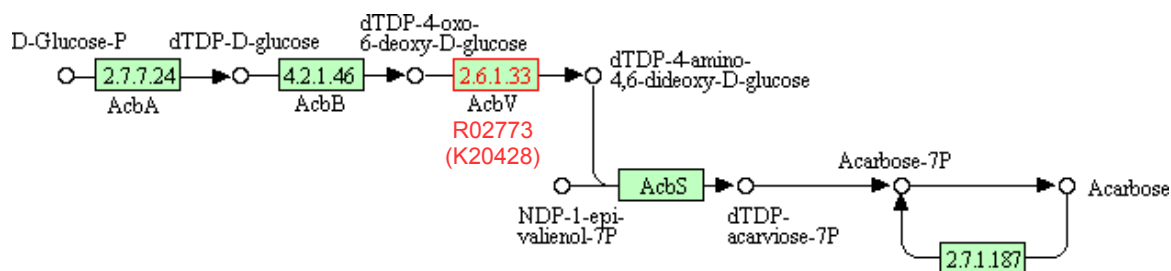 D-Glucose-P
dTDP-D-glucose
dTDP-4-oxo-
6-deoxy-D-glucose
2.7.7.24
AcbA
4.2.1.46
AcbB
2.6.1.33
AcbV
R02773
(K20428)
dTDP-4-amino-
4,6-dideoxy-D-glucose
NDP-1-epi-
valienol-7P
AcbS
dTDP-
acarviose-7P
Acarbose-7P
Acarbose
2.7.1.187